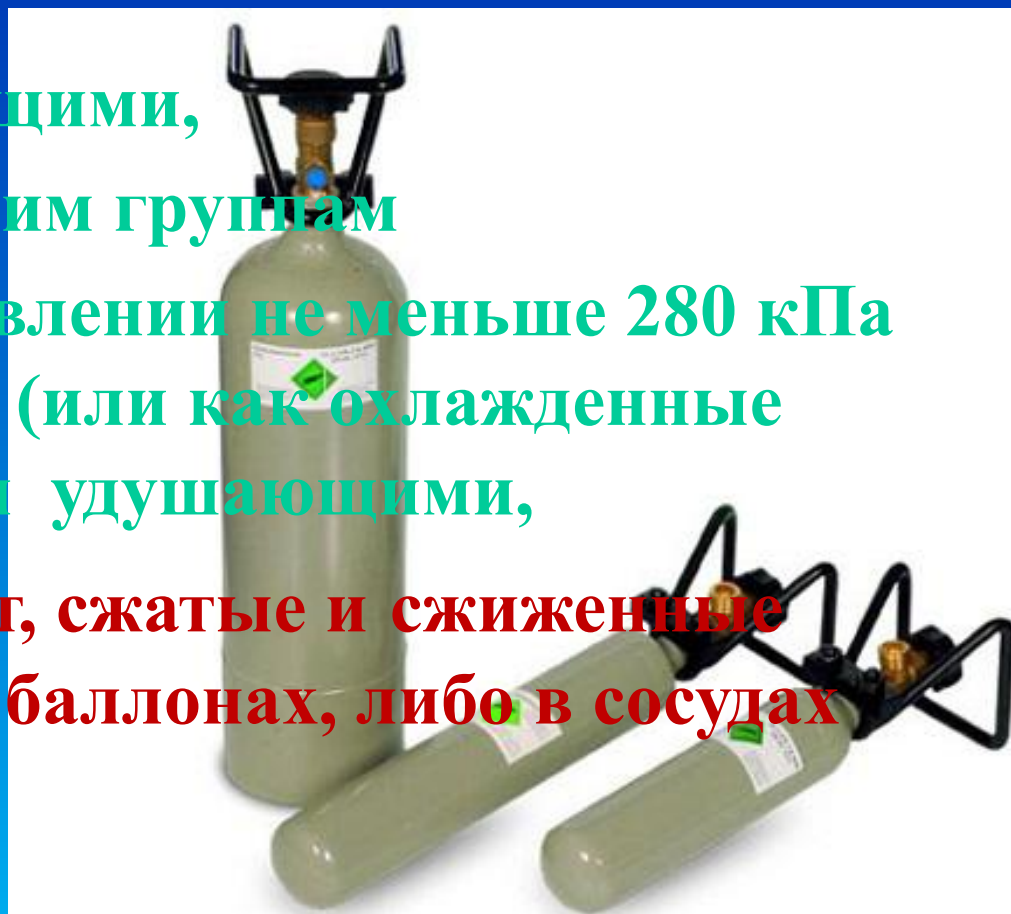 щими,
им группам
влении не меньше 280 кПа
(или как охлажденные
удушающими,
т, сжатые и сжиженные
баллонах, либо в сосудах